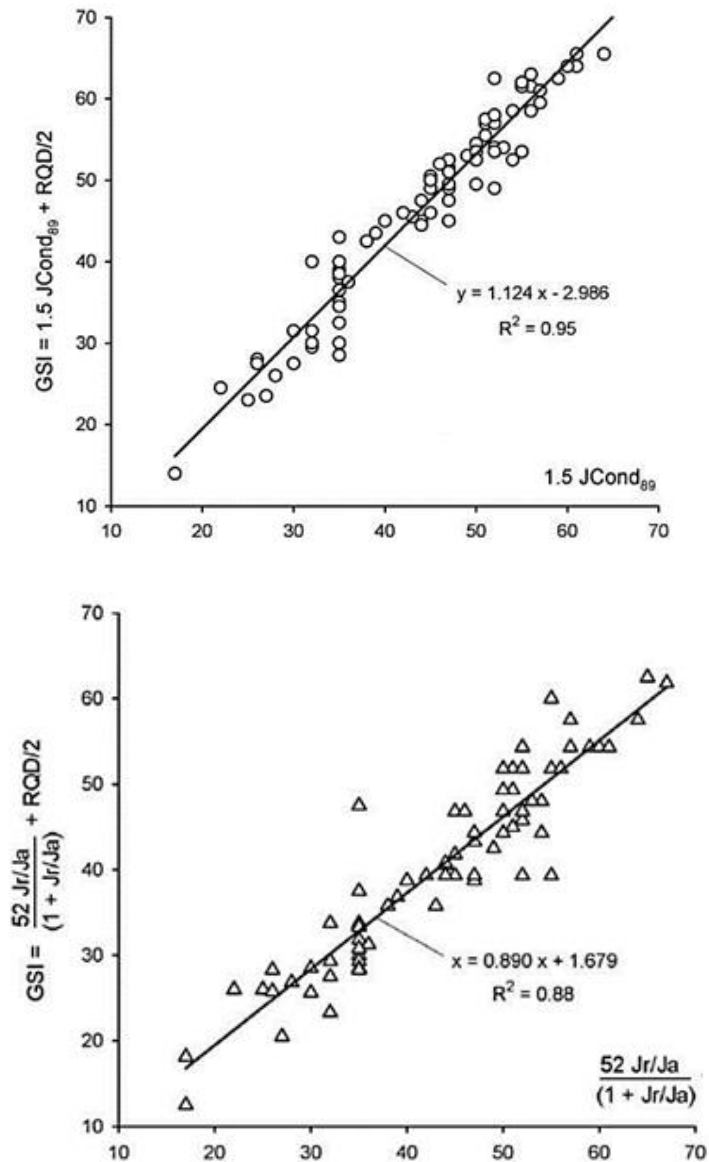 70
60
50
40
30
20
10
GSI = 1.5 JCond₈₉ + RQD/2
y = 1.124 x - 2.986
R² = 0.95
1.5 JCond₈₉
10 20 30 40 50 60 70
70
60
50
40
30
20
10
GSI = 52 Jr/Ja / (1 + Jr/Ja) + RQD/2
x = 0.890 x + 1.679
R² = 0.88
52 Jr/Ja
(1 + Jr/Ja)
10 20 30 40 50 60 70